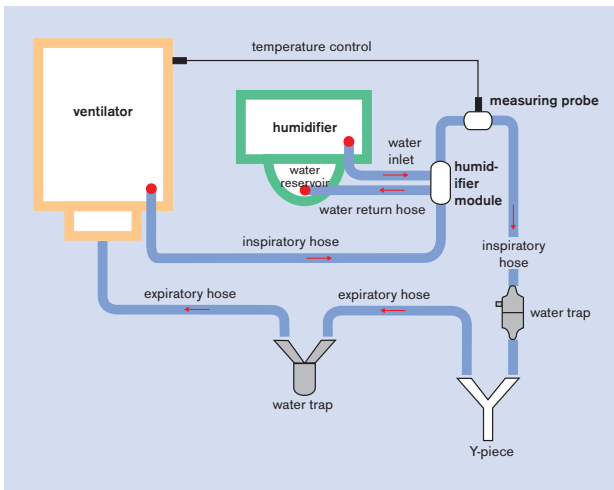 temperature control
ventilator
measuring probe
humidifier
water
inlet
water
reservoir
humid-
ifier
module
water return hose
inspiratory hose
inspiratory
hose
expiratory hose
expiratory hose
water trap
water trap
Y-piece